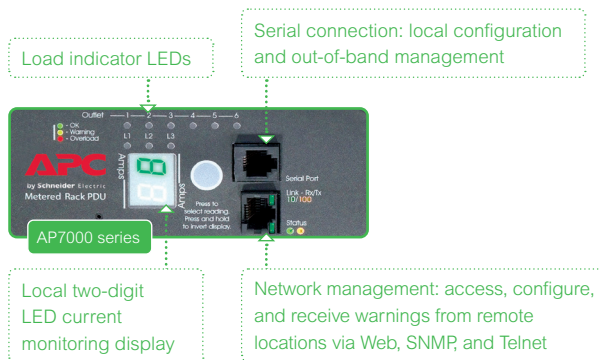 Load indicator LEDs
Serial connection: local configuration
and out-of-band management
Outlet 1 2 3 4 5 6
- OK
- Warning
- Overload
L1 L2 L3
APC
by Schneider Electric
Metered Rack PDU
Amps
8
8
Amps
Press to
select reading.
Press and hold
to invert display.
Serial Port
Link - Rx/Tx
10/100
Status
AP7000 series
Local two-digit
LED current
monitoring display
Network management: access, configure,
and receive warnings from remote
locations via Web, SNMP, and Telnet